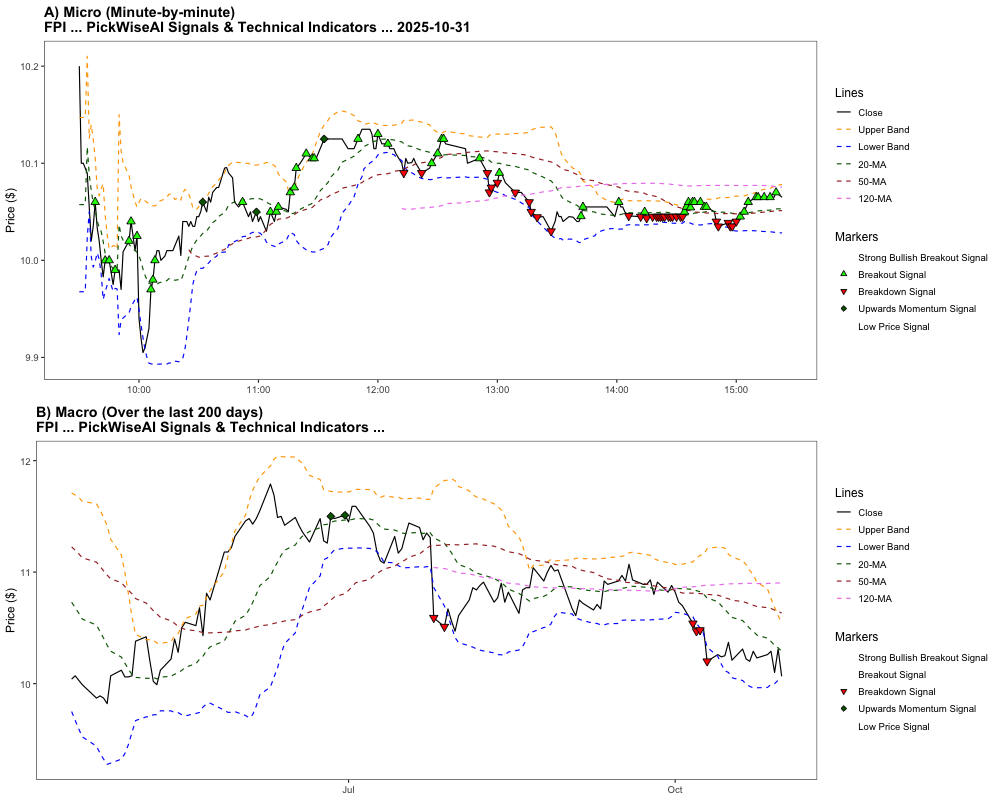 A) Micro (Minute-by-minute)
FPI ... PickWiseAI Signals & Technical Indicators ... 2025-10-31
Price ($)
10.2
10.1
10.0
9.9
10:00
11:00
12:00
13:00
14:00
15:00
Lines
Close
Upper Band
Lower Band
20-MA
50-MA
120-MA
Markers
Strong Bullish Breakout Signal
Breakout Signal
Breakdown Signal
Upwards Momentum Signal
Low Price Signal
B) Macro (Over the last 200 days)
FPI ... PickWiseAI Signals & Technical Indicators ...
Price ($)
12
11
10
Jul
Oct
Lines
Close
Upper Band
Lower Band
20-MA
50-MA
120-MA
Markers
Strong Bullish Breakout Signal
Breakout Signal
Breakdown Signal
Upwards Momentum Signal
Low Price Signal